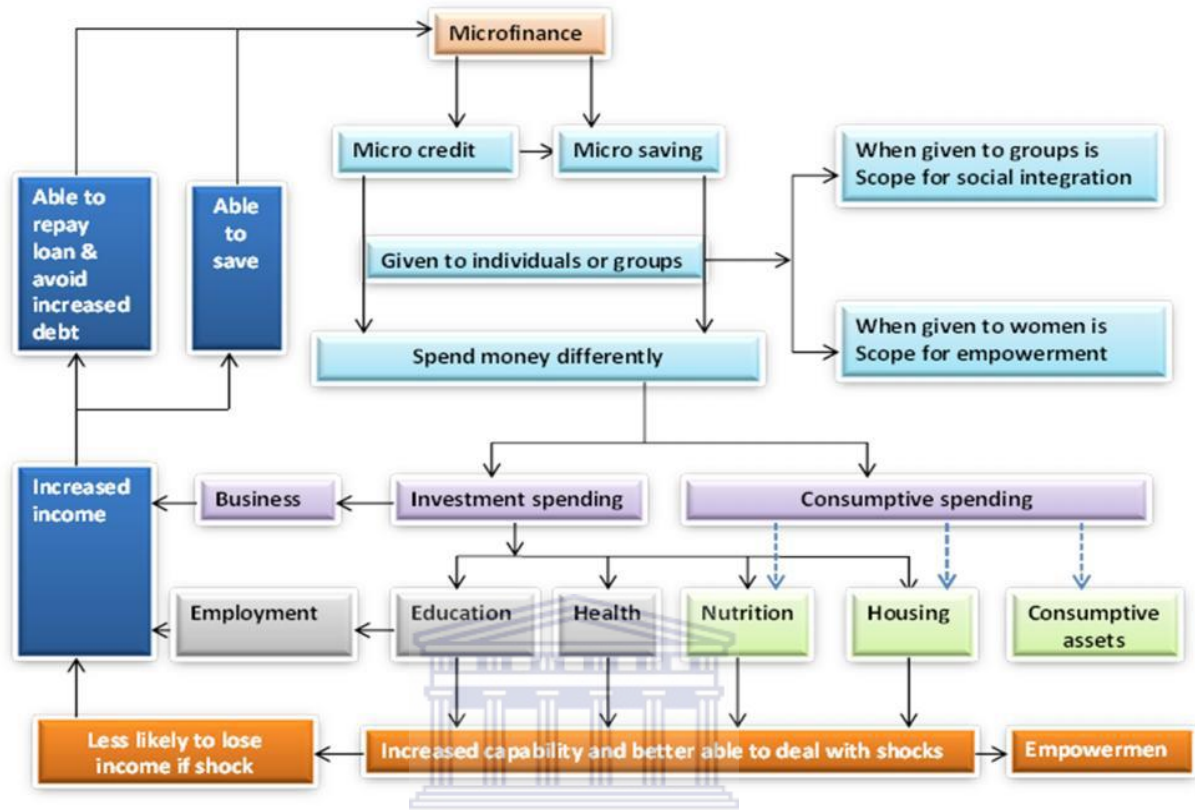 Microfinance
Micro credit
Micro saving
When given to groups is
Scope for social integration
Able to
repay
loan &
avoid
increased
debt
Able
to
save
Given to individuals or groups
When given to women is
Scope for empowerment
Spend money differently
Increased
income
Business
Investment spending
Consumptive spending
Employment
Education
Health
Nutrition
Housing
Consumptive
assets
Less likely to lose
income if shock
Increased capability and better able to deal with shocks
Empowermen